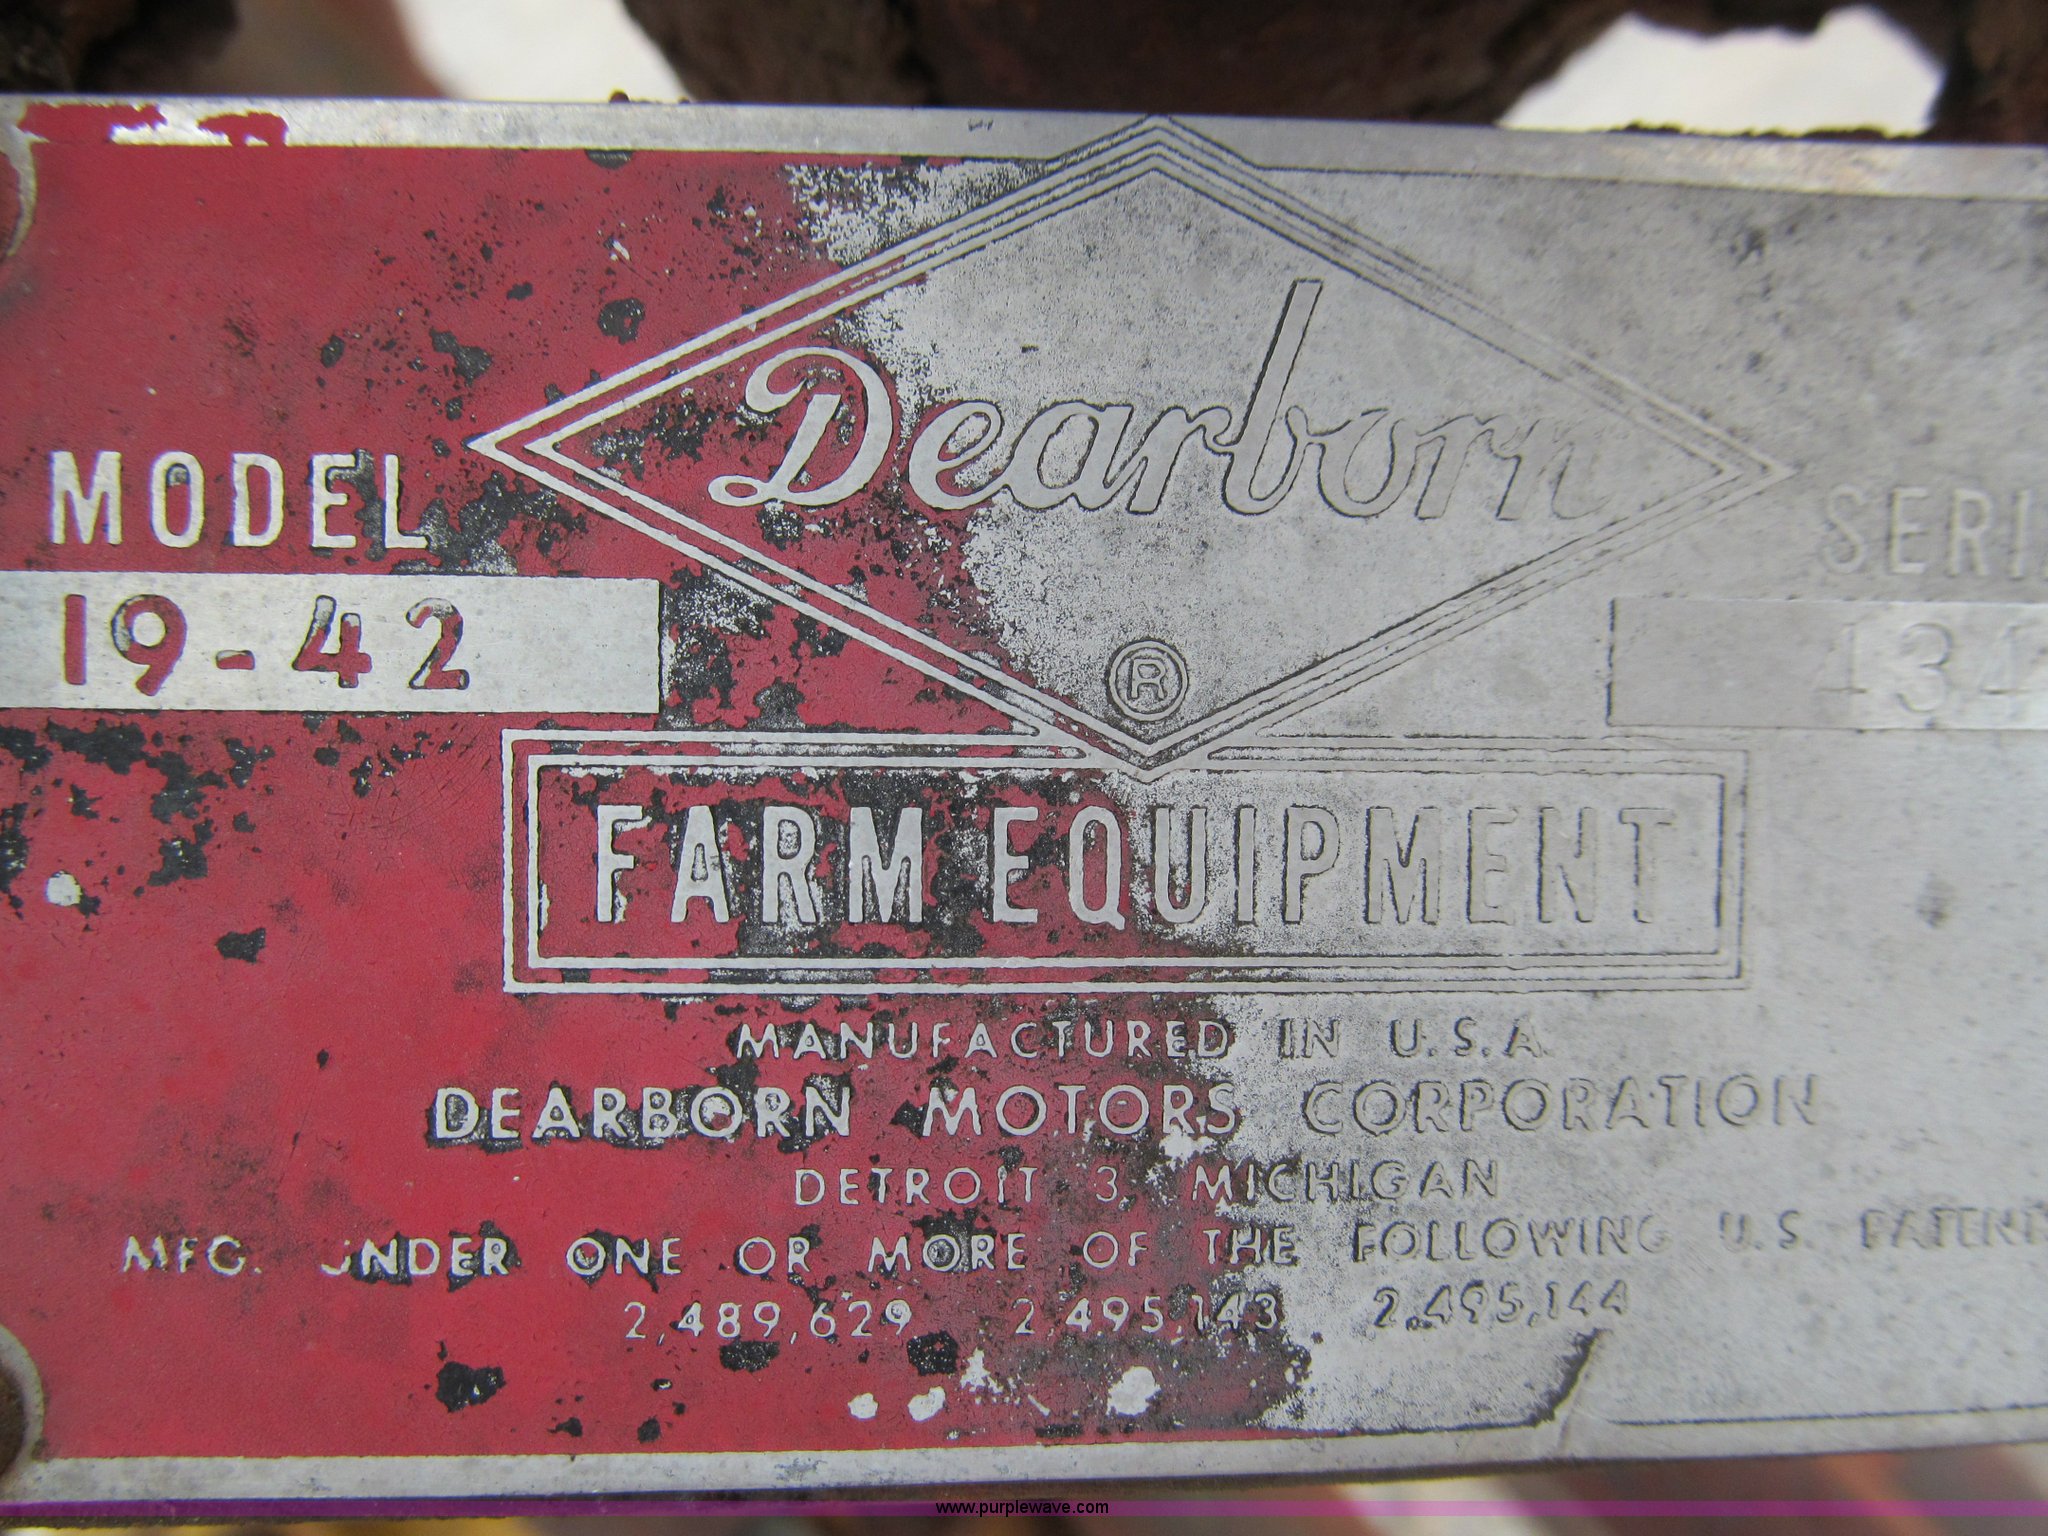 Dearborn
®
MODEL
19-42
FARM EQUIPMENT
MANUFACTURED IN U.S.A.
DEARBORN MOTORS CORPORATION
DETROIT 3, MICHIGAN
MFG. UNDER ONE OR MORE OF THE FOLLOWING U.S. PATENTS
2,489,629 2,495,143 2,495,144
www.purplewave.com